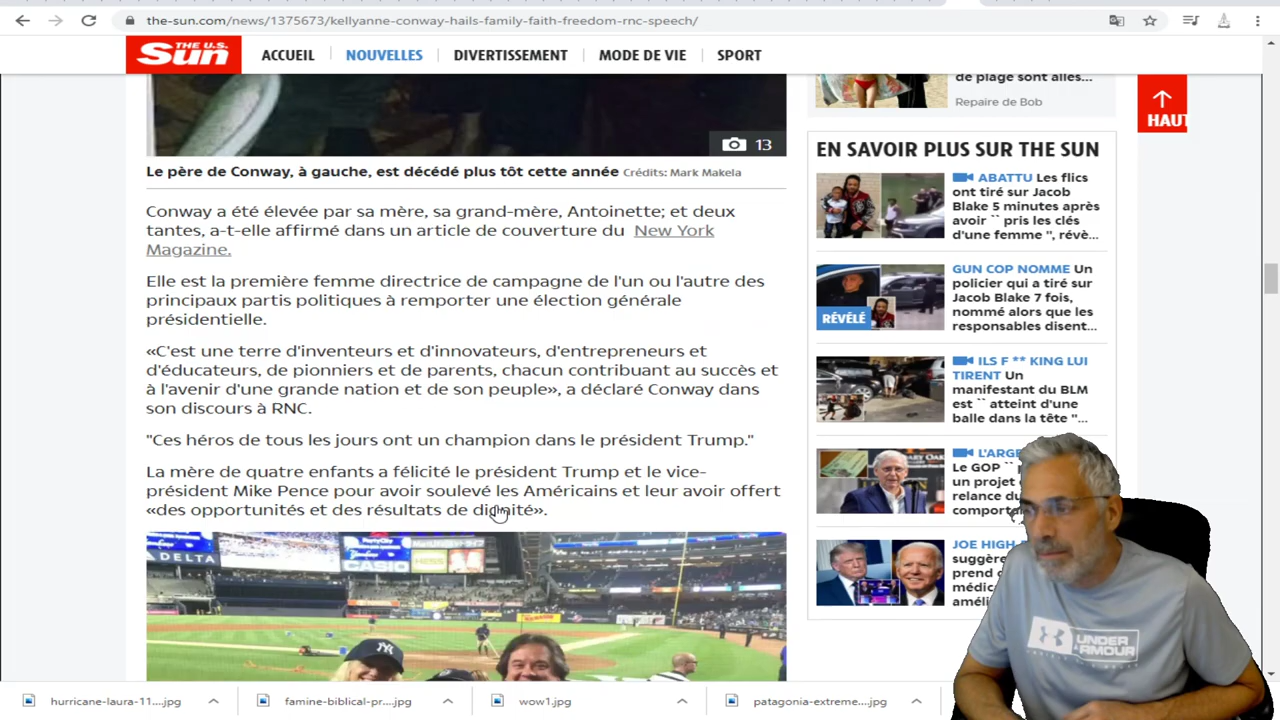 the-sun.com/news/1375673/kellyanne-conway-hails-family-faith-freedom-rnc-speech/
THE U.S. Sun
ACCUEIL NOUVELLES DIVERTISSEMENT MODE DE VIE SPORT
13
Le père de Conway, à gauche, est décédé plus tôt cette année Crédits: Mark Makela
Conway a été élevée par sa mère, sa grand-mère, Antoinette; et deux
tantes, a-t-elle affirmé dans un article de couverture du New York
Magazine.
Elle est la première femme directrice de campagne de l'un ou l'autre des
principaux partis politiques à remporter une élection générale
présidentielle.
«C'est une terre d'inventeurs et d'innovateurs, d'entrepreneurs et
d'éducateurs, de pionniers et de parents, chacun contribuant au succès et
à l'avenir d'une grande nation et de son peuple», a déclaré Conway dans
son discours à RNC.
"Ces héros de tous les jours ont un champion dans le président Trump."
La mère de quatre enfants a félicité le président Trump et le vice-
président Mike Pence pour avoir soulevé les Américains et leur avoir offert
«des opportunités et des résultats de dignité».
DELTA
CASIO
de plage sont allés...
Repaire de Bob
HAUT
EN SAVOIR PLUS SUR THE SUN
ABATTU Les flics
ont tiré sur Jacob
Blake 5 minutes après
avoir `` pris les clés
d'une femme '', révè...
RÉVÉLÉ
GUN COP NOMME Un
policier qui a tiré sur
Jacob Blake 7 fois,
nommé alors que les
responsables disent...
ILS F ** KING LUI
TIRENT Un
manifestant du BLM
est `` atteint d'une
balle dans la tête ''...
L'ARGE
Le GOP
un projet
relance du
comporta
JOE HIGH
suggère
prend
médic
améli
UNDER
ARMOUR
hurricane-laura-11....jpg
famine-biblical-pr....jpg
wow1.jpg
patagonia-extreme....jpg